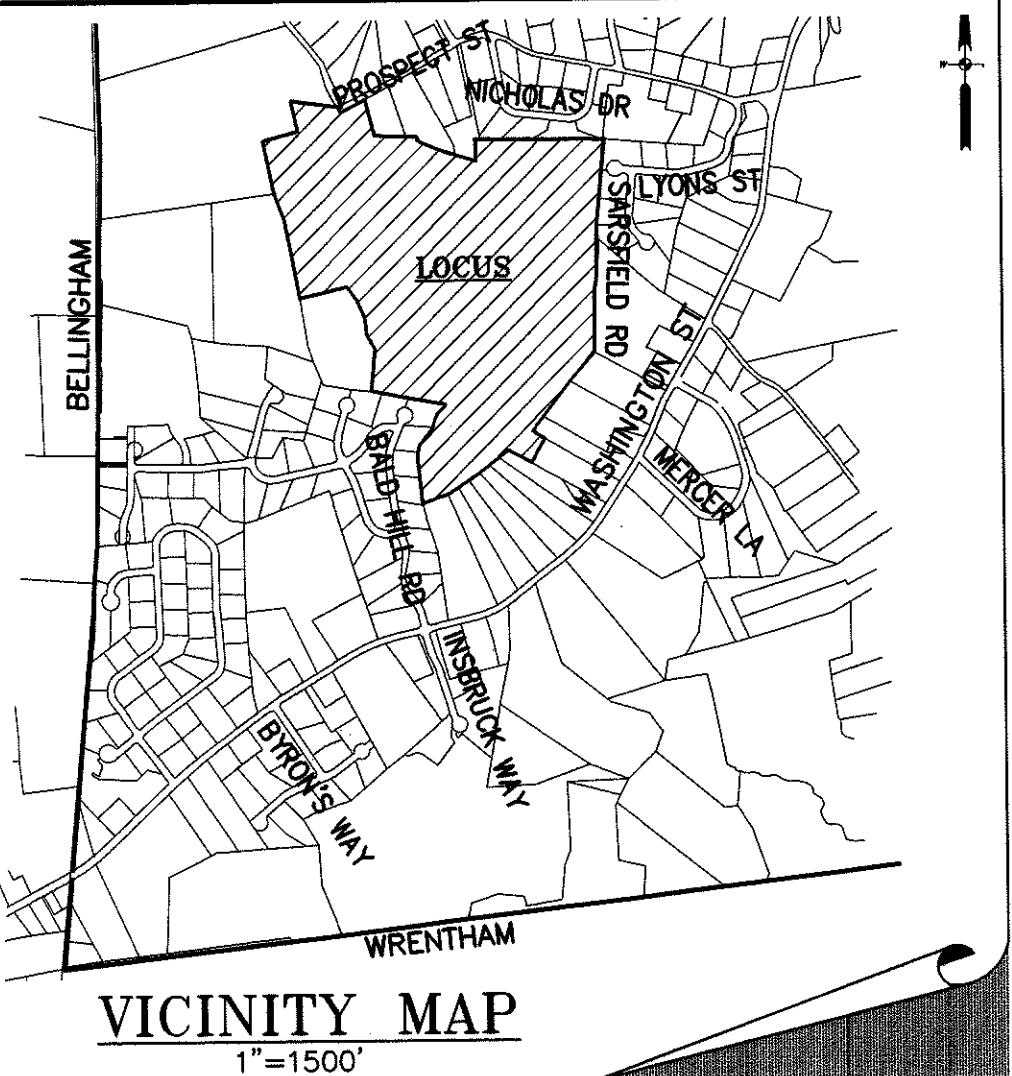 PROSPECT ST
NICHOLAS DR
LYONS ST
SARSFIELD RD
LOCUS
BELLINGHAM
WASHINGTON ST
BALD HILL RD
MERCER LA
INSBRUCK WAY
BYRON'S WAY
WRENTHAM
VICINITY MAP
1"=1500'